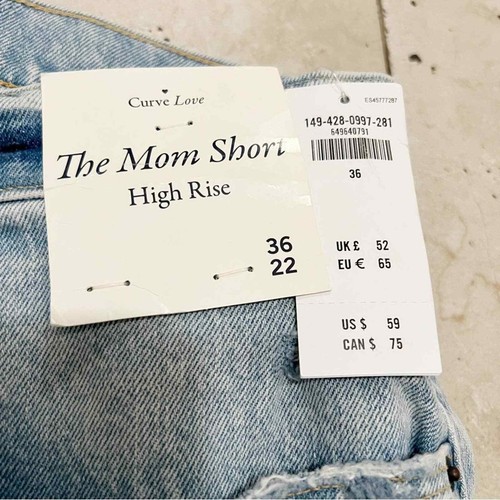 Curve Love
The Mom Short
High Rise
36
22
ES45777287
149-428-0997-281
649640791
36
UK £ 52
EU € 65
US $ 59
CAN $ 75